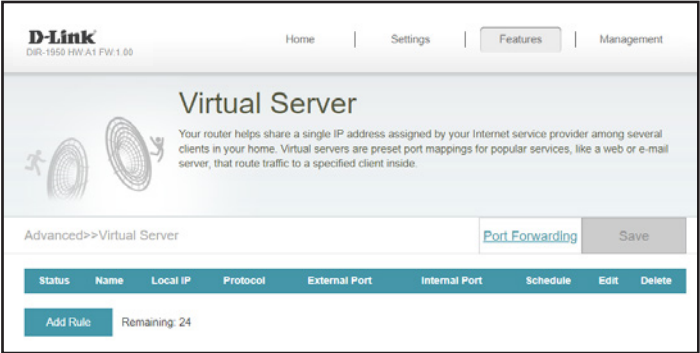 D-Link
DIR-1950 HW:A1 FW:1.00
Home | Settings | Features | Management
Virtual Server
Your router helps share a single IP address assigned by your Internet service provider among several
clients in your home. Virtual servers are preset port mappings for popular services, like a web or e-mail
server, that route traffic to a specified client inside.
Advanced>>Virtual Server
Port Forwarding
Save
Status Name Local IP Protocol External Port Internal Port Schedule Edit Delete
Add Rule Remaining: 24